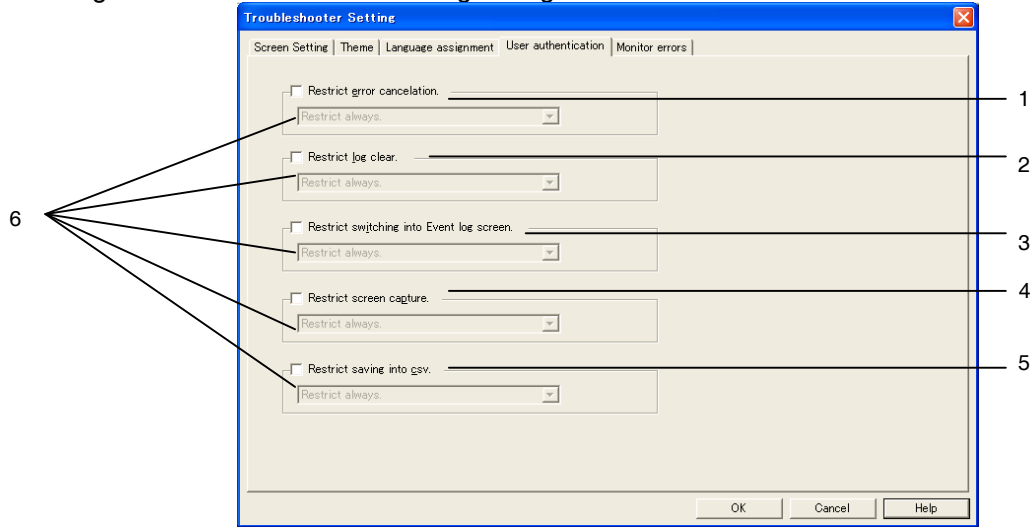 Troubleshooter Setting
Screen Setting Theme Language assignment User authentication Monitor errors
Restrict error cancelation. 1
Restrict always.
Restrict log clear. 2
Restrict always.
6
Restrict switching into Event log screen. 3
Restrict always.
Restrict screen capture. 4
Restrict always.
Restrict saving into csv. 5
Restrict always.
OK Cancel Help